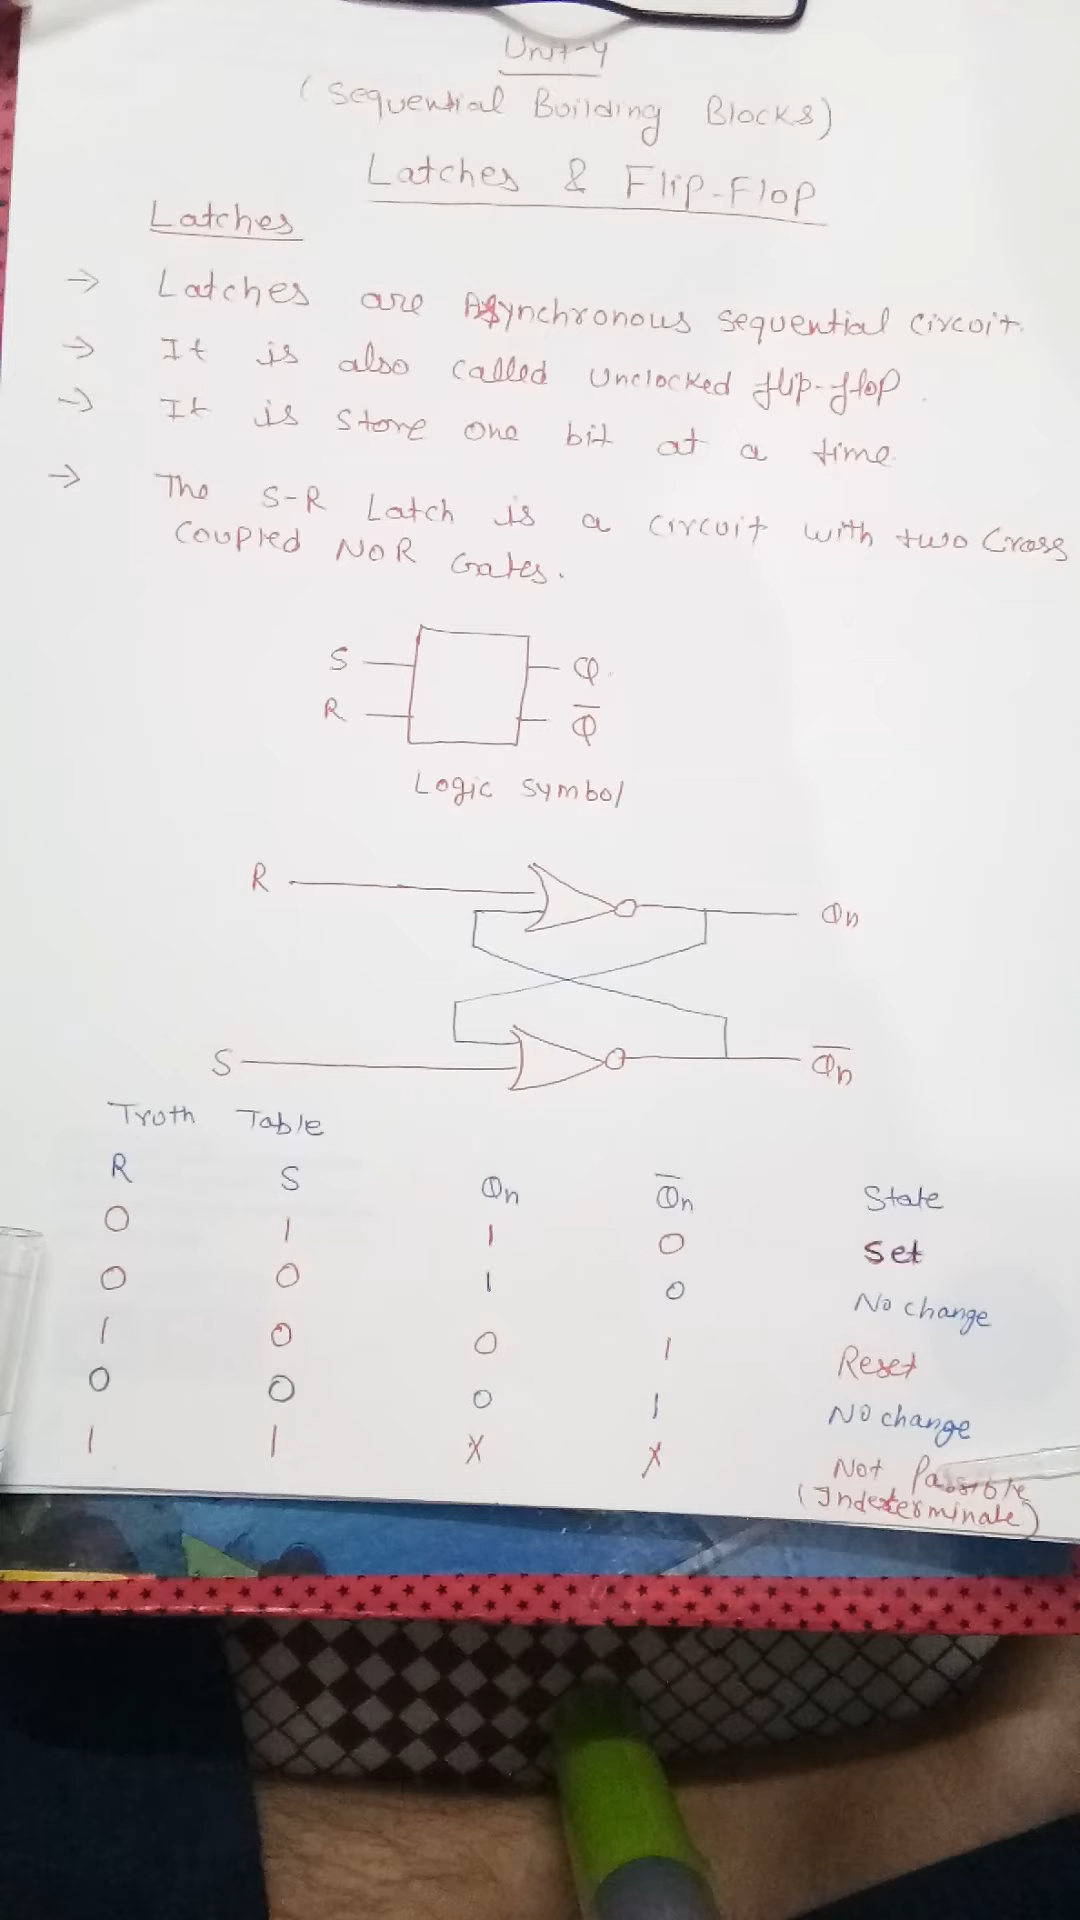 Unit-4
(Sequential Building Blocks)
Latches & Flip-Flop
Latches
→ Latches are Asynchronous sequential circuit.
→ It is also called Unclocked flip-flop.
→ It is store one bit at a time.
→ The S-R Latch is a circuit with two Cross
Coupled NOR Gates.
S Q
R Q̅
Logic symbol
R Qn
S Q̅n
Truth Table
R S Qn Q̅n State
0 1 1 0 Set
0 0 1 0 No change
1 0 0 1 Reset
0 0 0 1 No change
1 1 X X Not Possible
(Indeterminate)